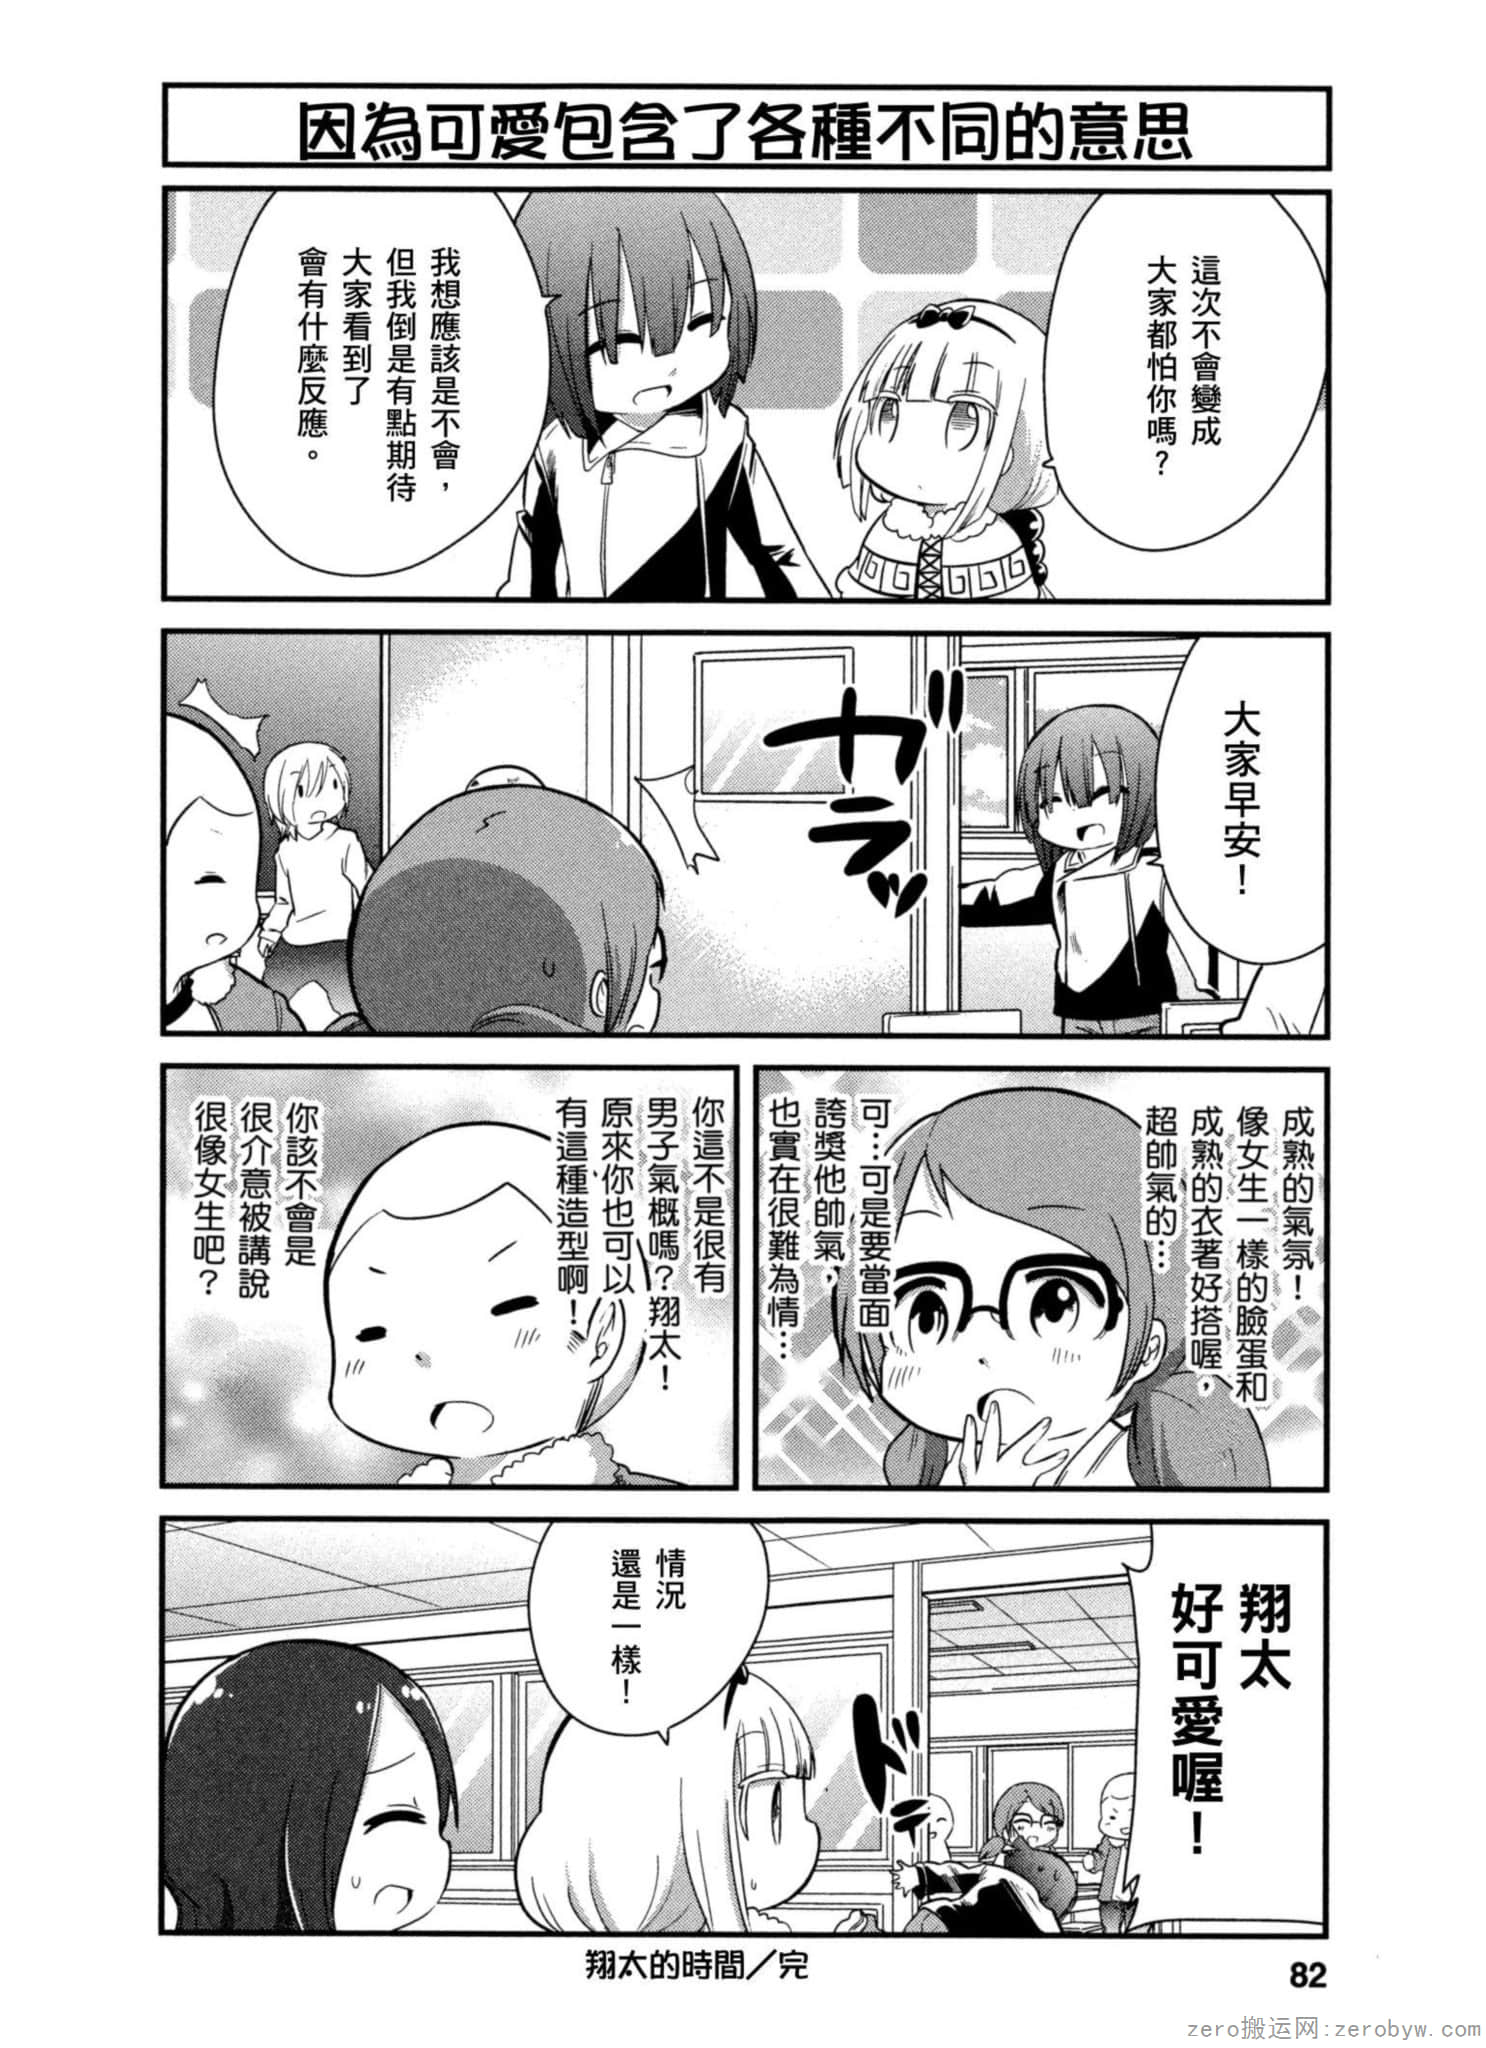 因為可愛包含了各種不同的意思
這次不會變成
大家都怕你嗎？
我想應該是不會，
但我倒是有點期待
大家看到了
會有什麼反應。
大家早安！
ガラッ
成熟的氣氛！
像女生一樣的臉蛋和
成熟的衣著好搭喔，
超帥氣的…
可…可是要當面
誇獎他帥氣，
也實在很難為情…
你這不是很有
男子氣概嗎？翔太！
原來你也可以
有這種造型啊！
你該不會是
很介意被講說
很像女生吧？
翔太
好可愛喔！
情況
還是一樣！
翔太的時間／完
82
zero搬运网:zerobyw.com